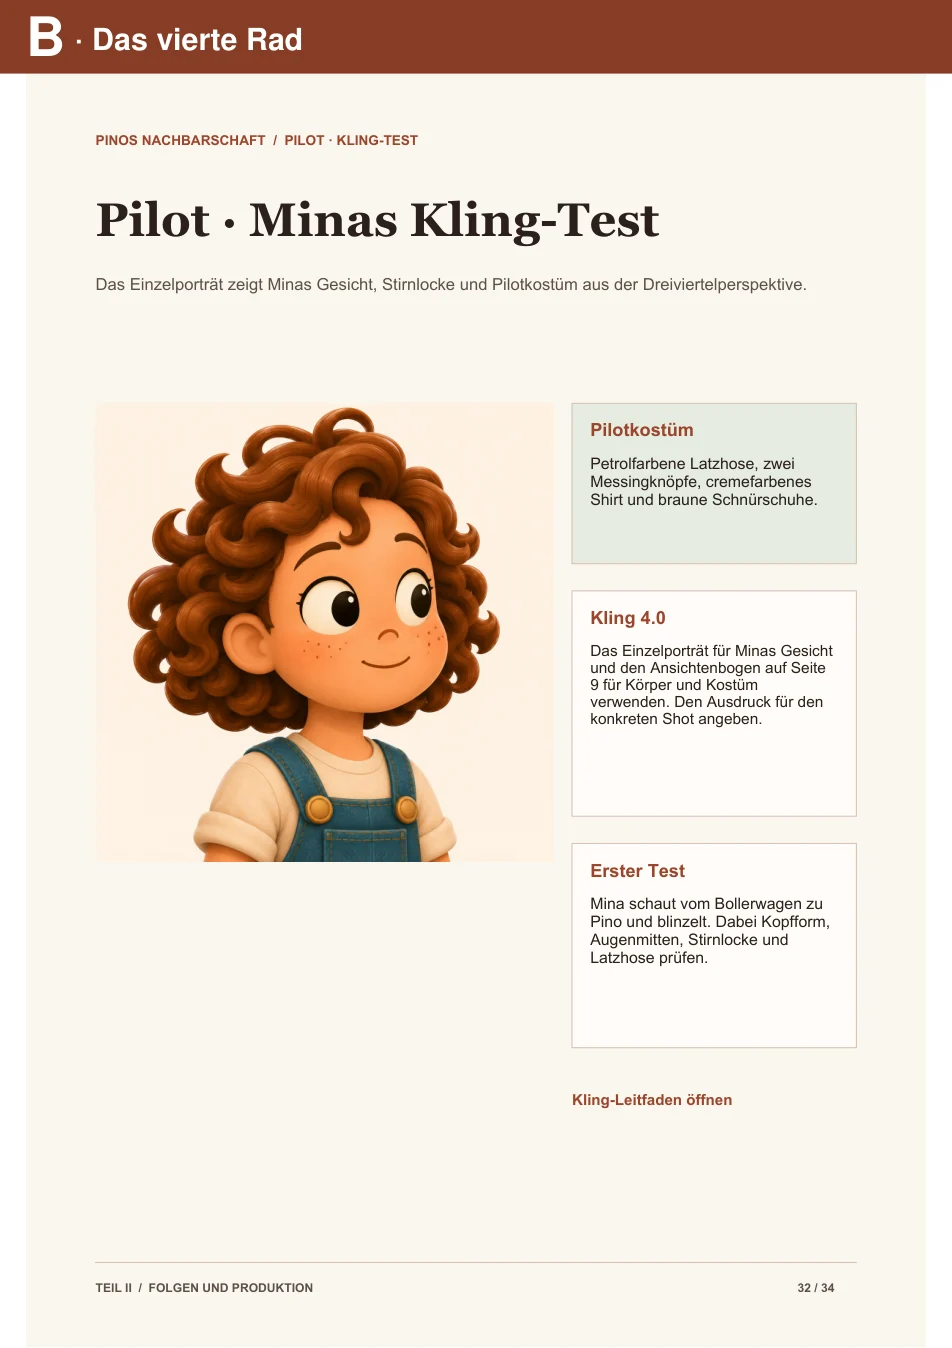 B · Das vierte Rad
PINOS NACHBARSCHAFT / PILOT · KLING-TEST
Pilot · Minas Kling-Test
Das Einzelporträt zeigt Minas Gesicht, Stirnlocke und Pilotkostüm aus der Dreiviertelperspektive.
Pilotkostüm
Petrolfarbene Latzhose, zwei
Messingknöpfe, cremefarbenes
Shirt und braune Schnürschuhe.
Kling 4.0
Das Einzelporträt für Minas Gesicht
und den Ansichtenbogen auf Seite
9 für Körper und Kostüm
verwenden. Den Ausdruck für den
konkreten Shot angeben.
Erster Test
Mina schaut vom Bollerwagen zu
Pino und blinzelt. Dabei Kopfform,
Augenmitten, Stirnlocke und
Latzhose prüfen.
Kling-Leitfaden öffnen
TEIL II / FOLGEN UND PRODUKTION
32 / 34